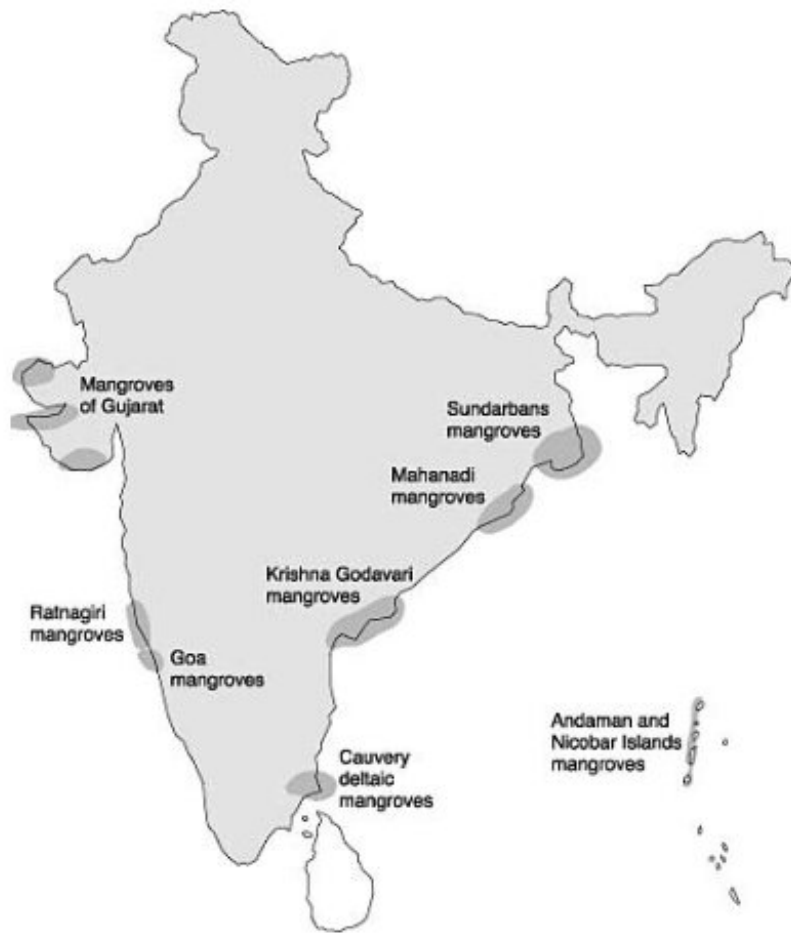 Mangroves
of Gujarat
Sundarbans
mangroves
Mahanadi
mangroves
Krishna Godavari
mangroves
Ratnagiri
mangroves
Goa
mangroves
Andaman and
Nicobar Islands
mangroves
Cauvery
deltaic
mangroves